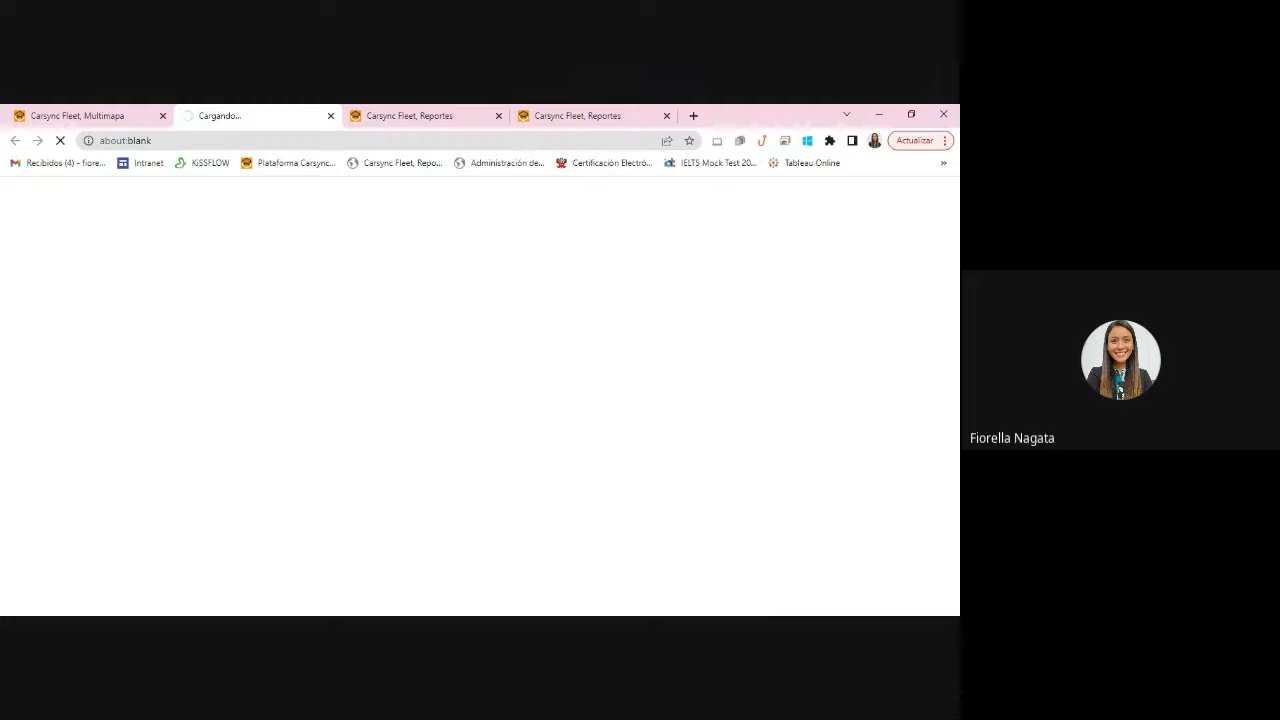 Carsync Fleet, Multimapa
Cargando...
Carsync Fleet, Reportes
Carsync Fleet, Reportes
about:blank
Actualizar
Recibidos (4) - fiore...
Intranet
KiSSFLOW
Plataforma Carsync...
Carsync Fleet, Repo...
Administración de...
Certificación Electró...
IELTS Mock Test 20...
Tableau Online
Fiorella Nagata